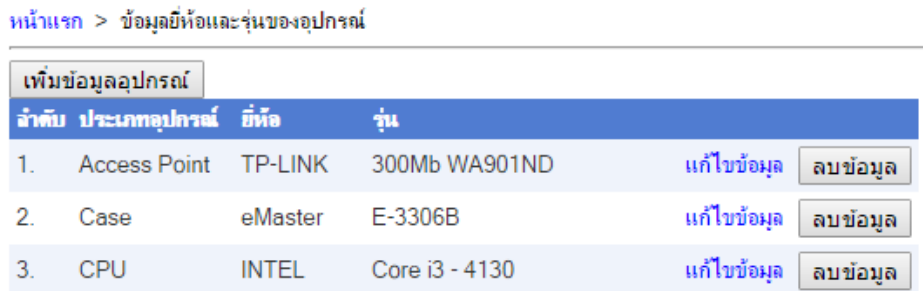 หน้าแรก > ข้อมูลยี่ห้อและรุ่นของอุปกรณ์
เพิ่มข้อมูลอุปกรณ์
ลำดับ ประเภทอุปกรณ์ ยี่ห้อ รุ่น
1. Access Point TP-LINK 300Mb WA901ND แก้ไขข้อมูล ลบข้อมูล
2. Case eMaster E-3306B แก้ไขข้อมูล ลบข้อมูล
3. CPU INTEL Core i3 - 4130 แก้ไขข้อมูล ลบข้อมูล